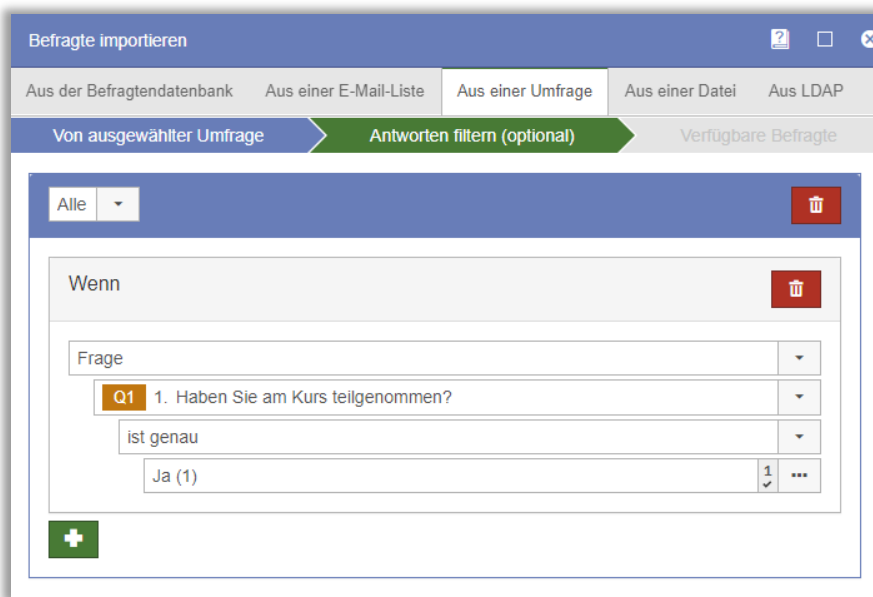 Befragte importieren
Aus der Befragtendatenbank Aus einer E-Mail-Liste Aus einer Umfrage Aus einer Datei Aus LDAP
Von ausgewählter Umfrage Antworten filtern (optional) Verfügbare Befragte
Alle
Wenn
Frage
Q1 1. Haben Sie am Kurs teilgenommen?
ist genau
Ja (1) 1